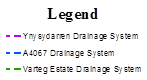 Legend
Ynysydarren Drainage System
A4067 Drainage System
Varteg Estate Drainage System